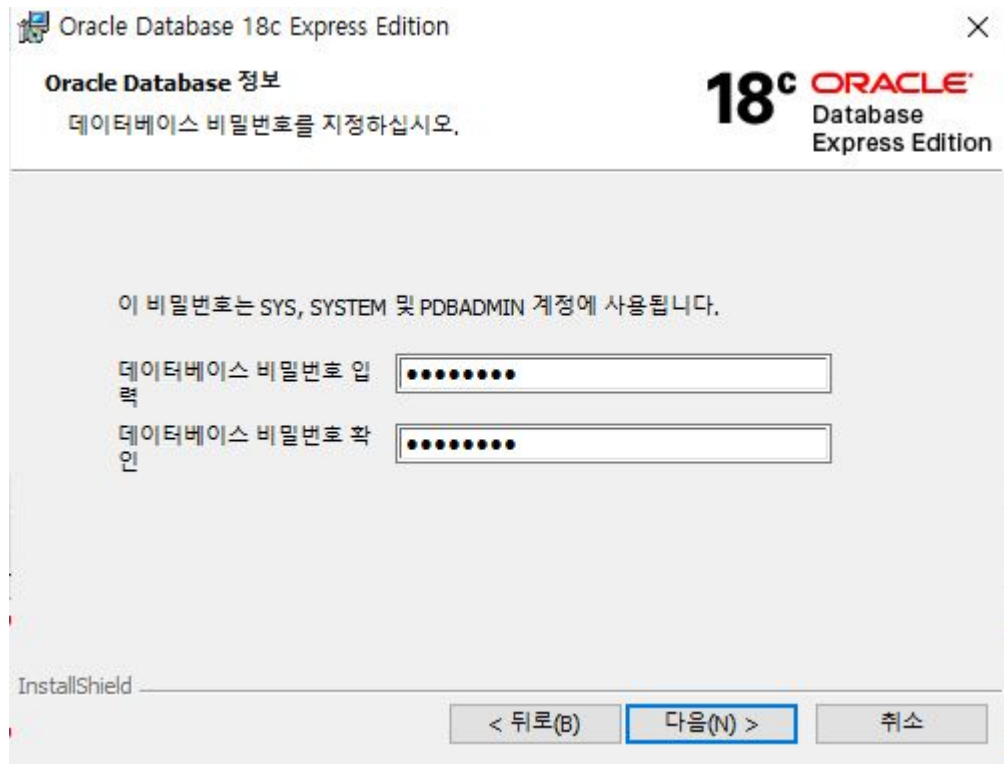 Oracle Database 18c Express Edition
Oracle Database 정보
데이터베이스 비밀번호를 지정하십시오.
18c ORACLE
Database
Express Edition
이 비밀번호는 SYS, SYSTEM 및 PDBADMIN 계정에 사용됩니다.
데이터베이스 비밀번호 입
력
••••••••
데이터베이스 비밀번호 확
인
••••••••
InstallShield
< 뒤로(B)
다음(N) >
취소